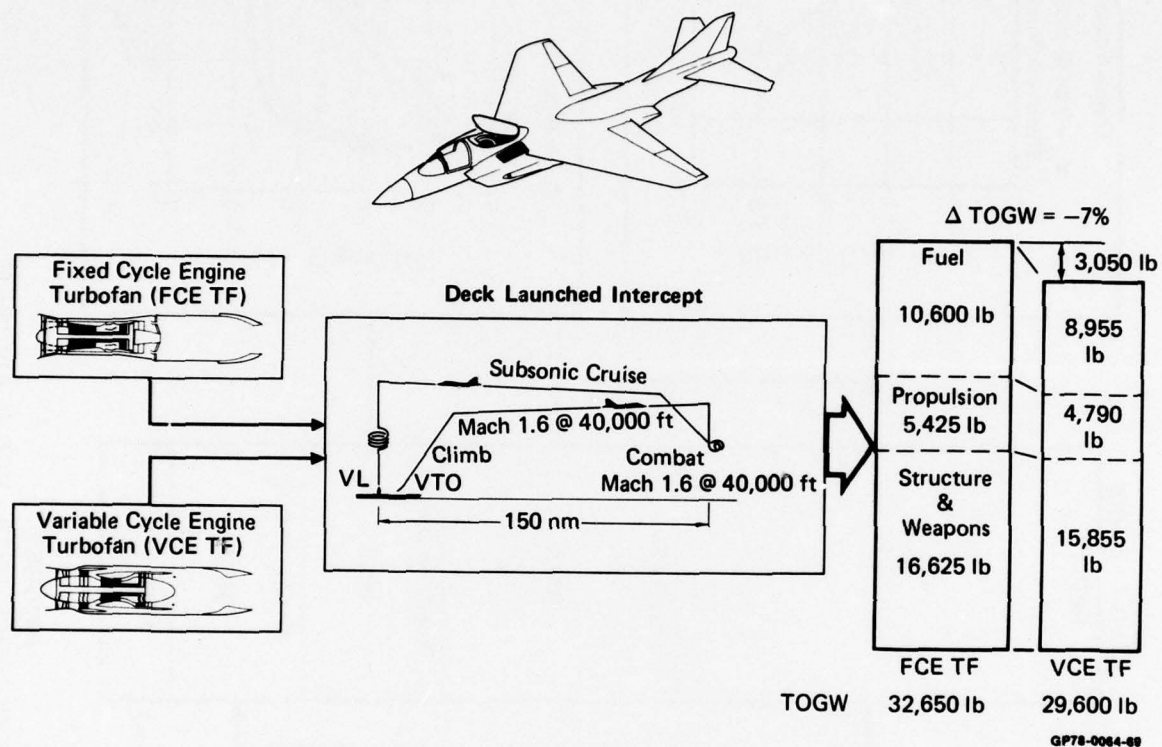 Δ TOGW = −7%
Fixed Cycle Engine
Turbofan (FCE TF)
Variable Cycle Engine
Turbofan (VCE TF)
Deck Launched Intercept
Subsonic Cruise
Mach 1.6 @ 40,000 ft
Climb
Combat
VL
VTO
Mach 1.6 @ 40,000 ft
150 nm
Fuel
10,600 lb
Propulsion
5,425 lb
Structure
&
Weapons
16,625 lb
3,050 lb
8,955
lb
4,790
lb
15,855
lb
FCE TF
VCE TF
TOGW
32,650 lb
29,600 lb
GP78-0064-69